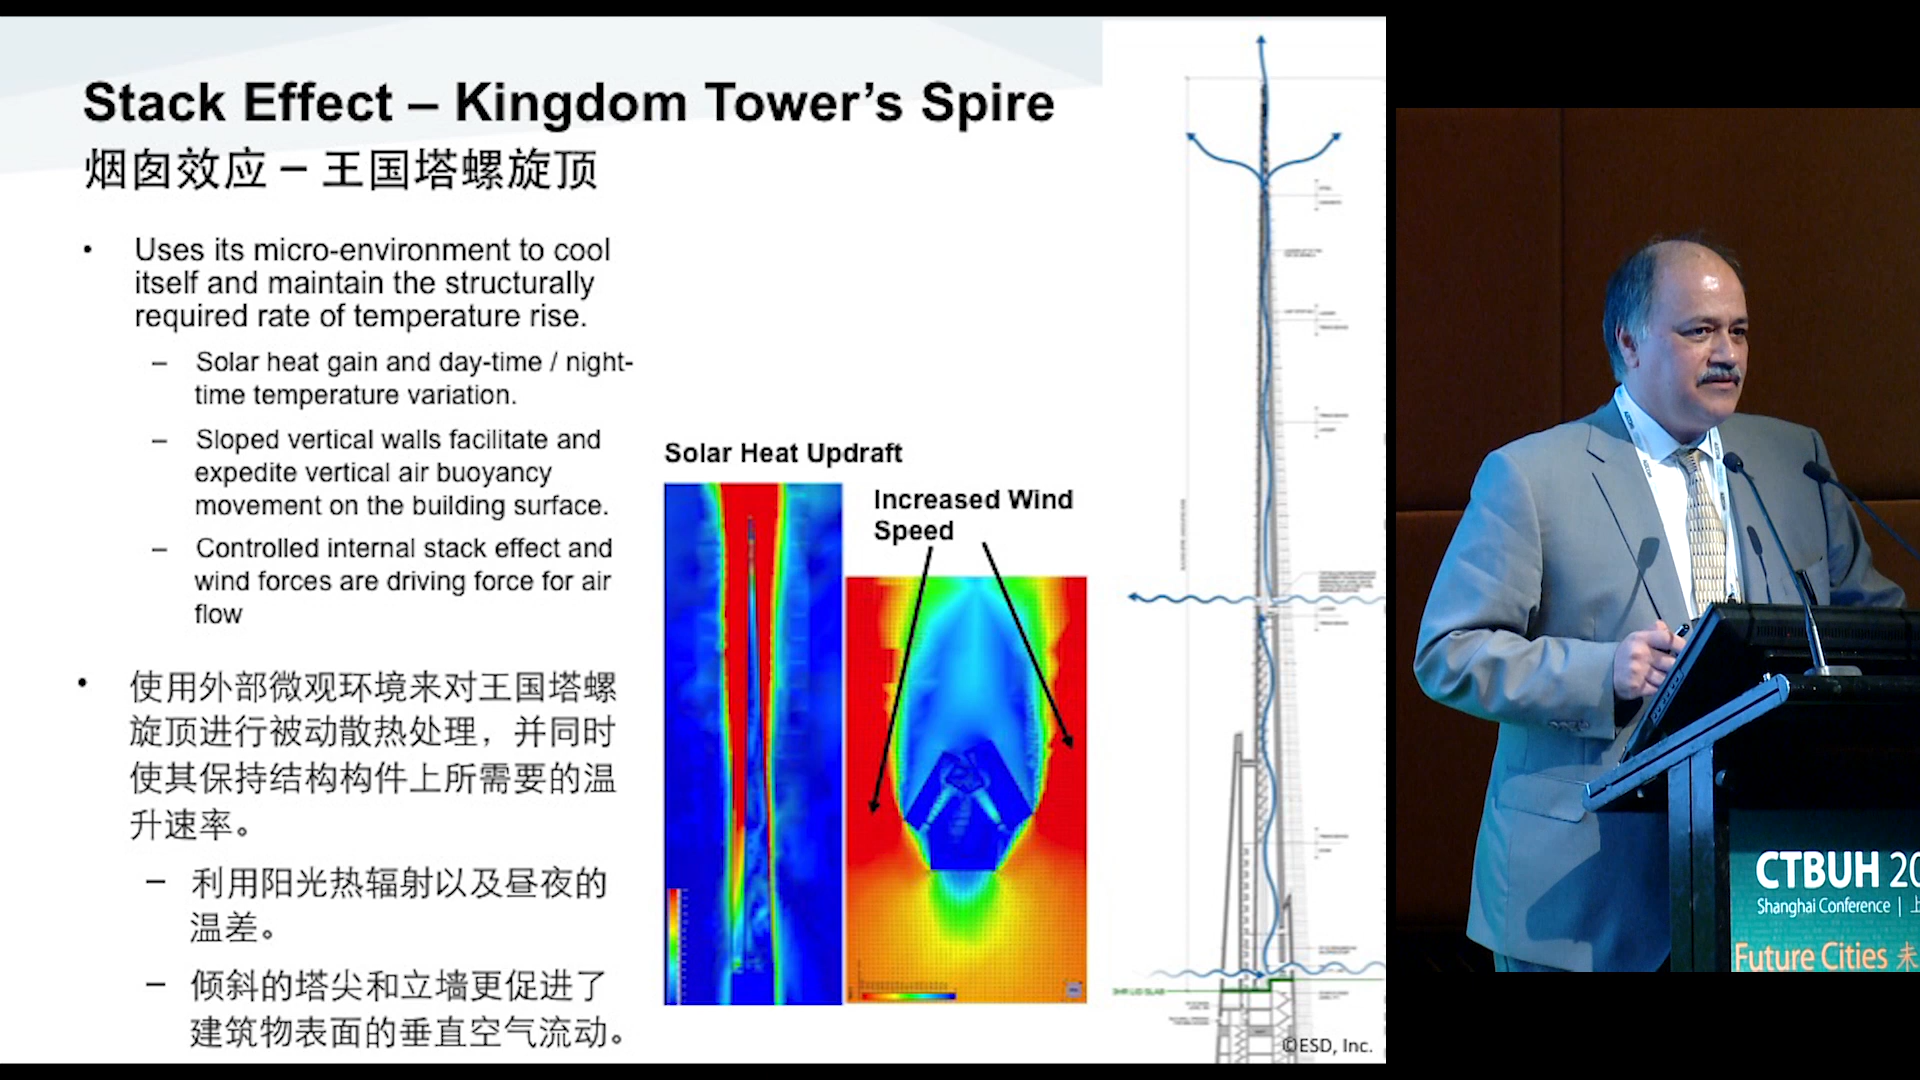 Stack Effect – Kingdom Tower's Spire
烟囱效应 – 王国塔螺旋顶
• Uses its micro-environment to cool
itself and maintain the structurally
required rate of temperature rise.
– Solar heat gain and day-time / night-
time temperature variation.
– Sloped vertical walls facilitate and
expedite vertical air buoyancy
movement on the building surface.
– Controlled internal stack effect and
wind forces are driving force for air
flow
• 使用外部微观环境来对王国塔螺
旋顶进行被动散热处理，并同时
使其保持结构构件上所需要的温
升速率。
– 利用阳光热辐射以及昼夜的
温差。
– 倾斜的塔尖和立墙更促进了
建筑物表面的垂直空气流动。
Solar Heat Updraft
Increased Wind
Speed
©ESD, Inc.
CTBUH 20
Shanghai Conference | 上
Future Cities 未